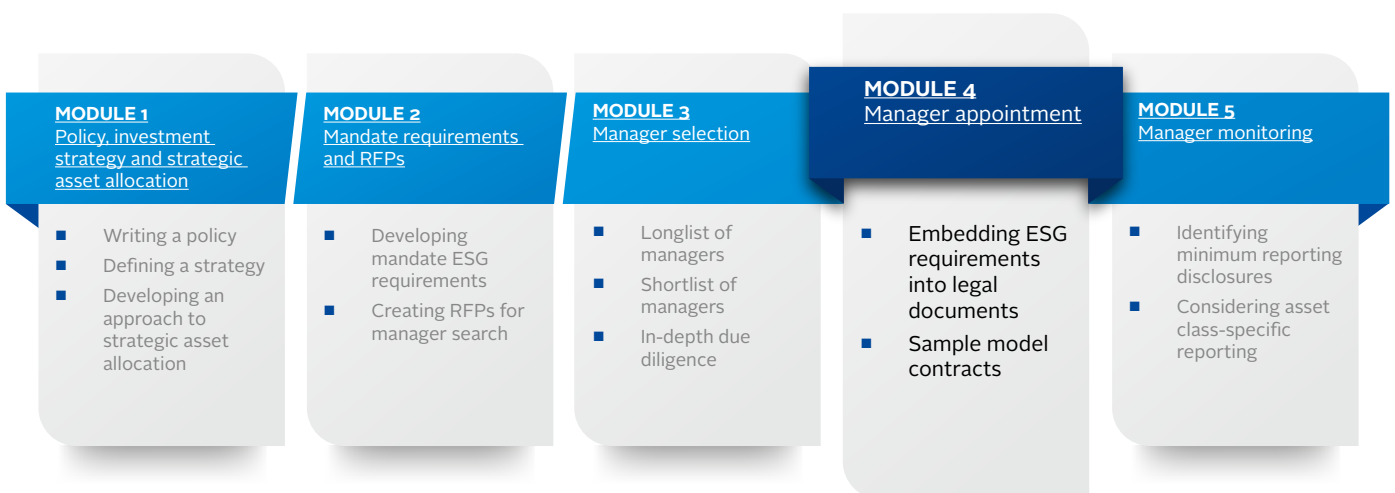 MODULE 1
Policy, investment
strategy and strategic
asset allocation
Writing a policy
Defining a strategy
Developing an
approach to
strategic asset
allocation
MODULE 2
Mandate requirements
and RFPs
Developing
mandate ESG
requirements
Creating RFPs for
manager search
MODULE 3
Manager selection
Longlist of
managers
Shortlist of
managers
In-depth due
diligence
MODULE 4
Manager appointment
Embedding ESG
requirements
into legal
documents
Sample model
contracts
MODULE 5
Manager monitoring
Identifying
minimum reporting
disclosures
Considering asset
class-specific
reporting